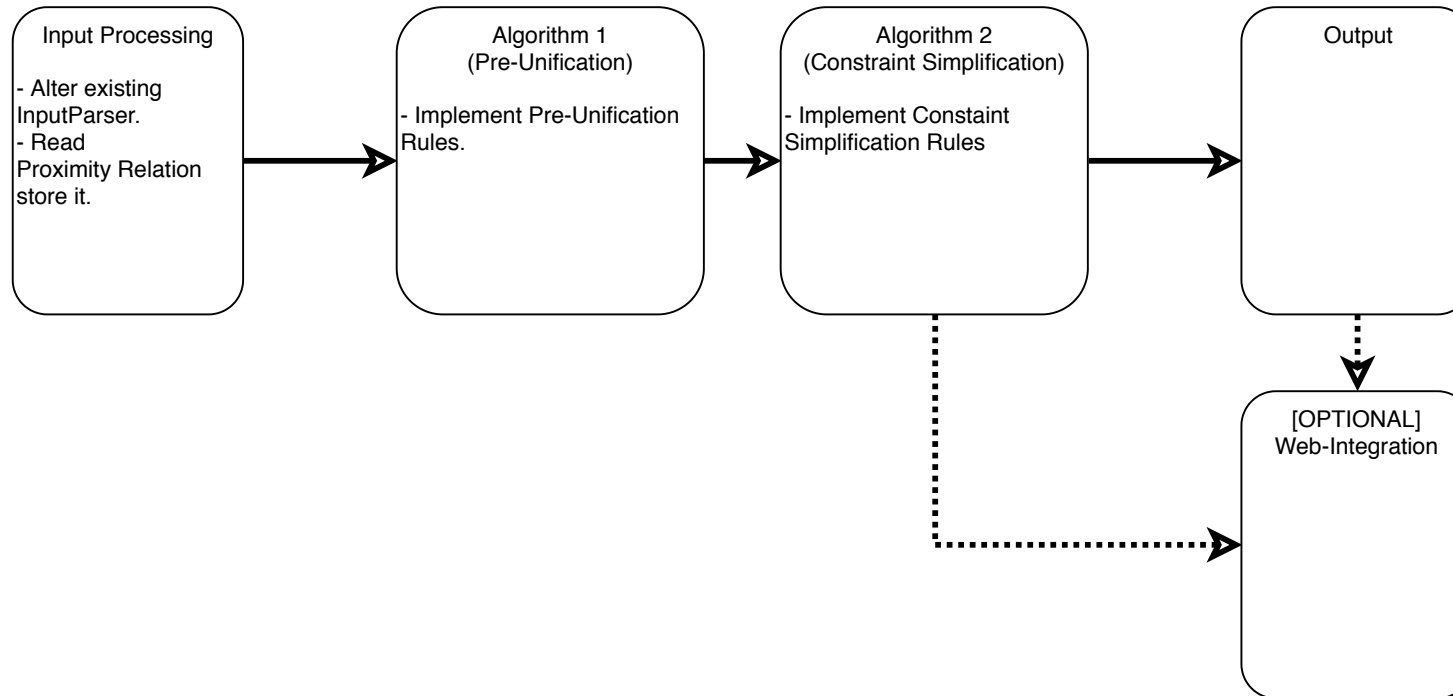 Input Processing
- Alter existing
InputParser.
- Read
Proximity Relation
store it.
Algorithm 1
(Pre-Unification)
- Implement Pre-Unification
Rules.
Algorithm 2
(Constraint Simplification)
- Implement Constaint
Simplification Rules
Output
[OPTIONAL]
Web-Integration